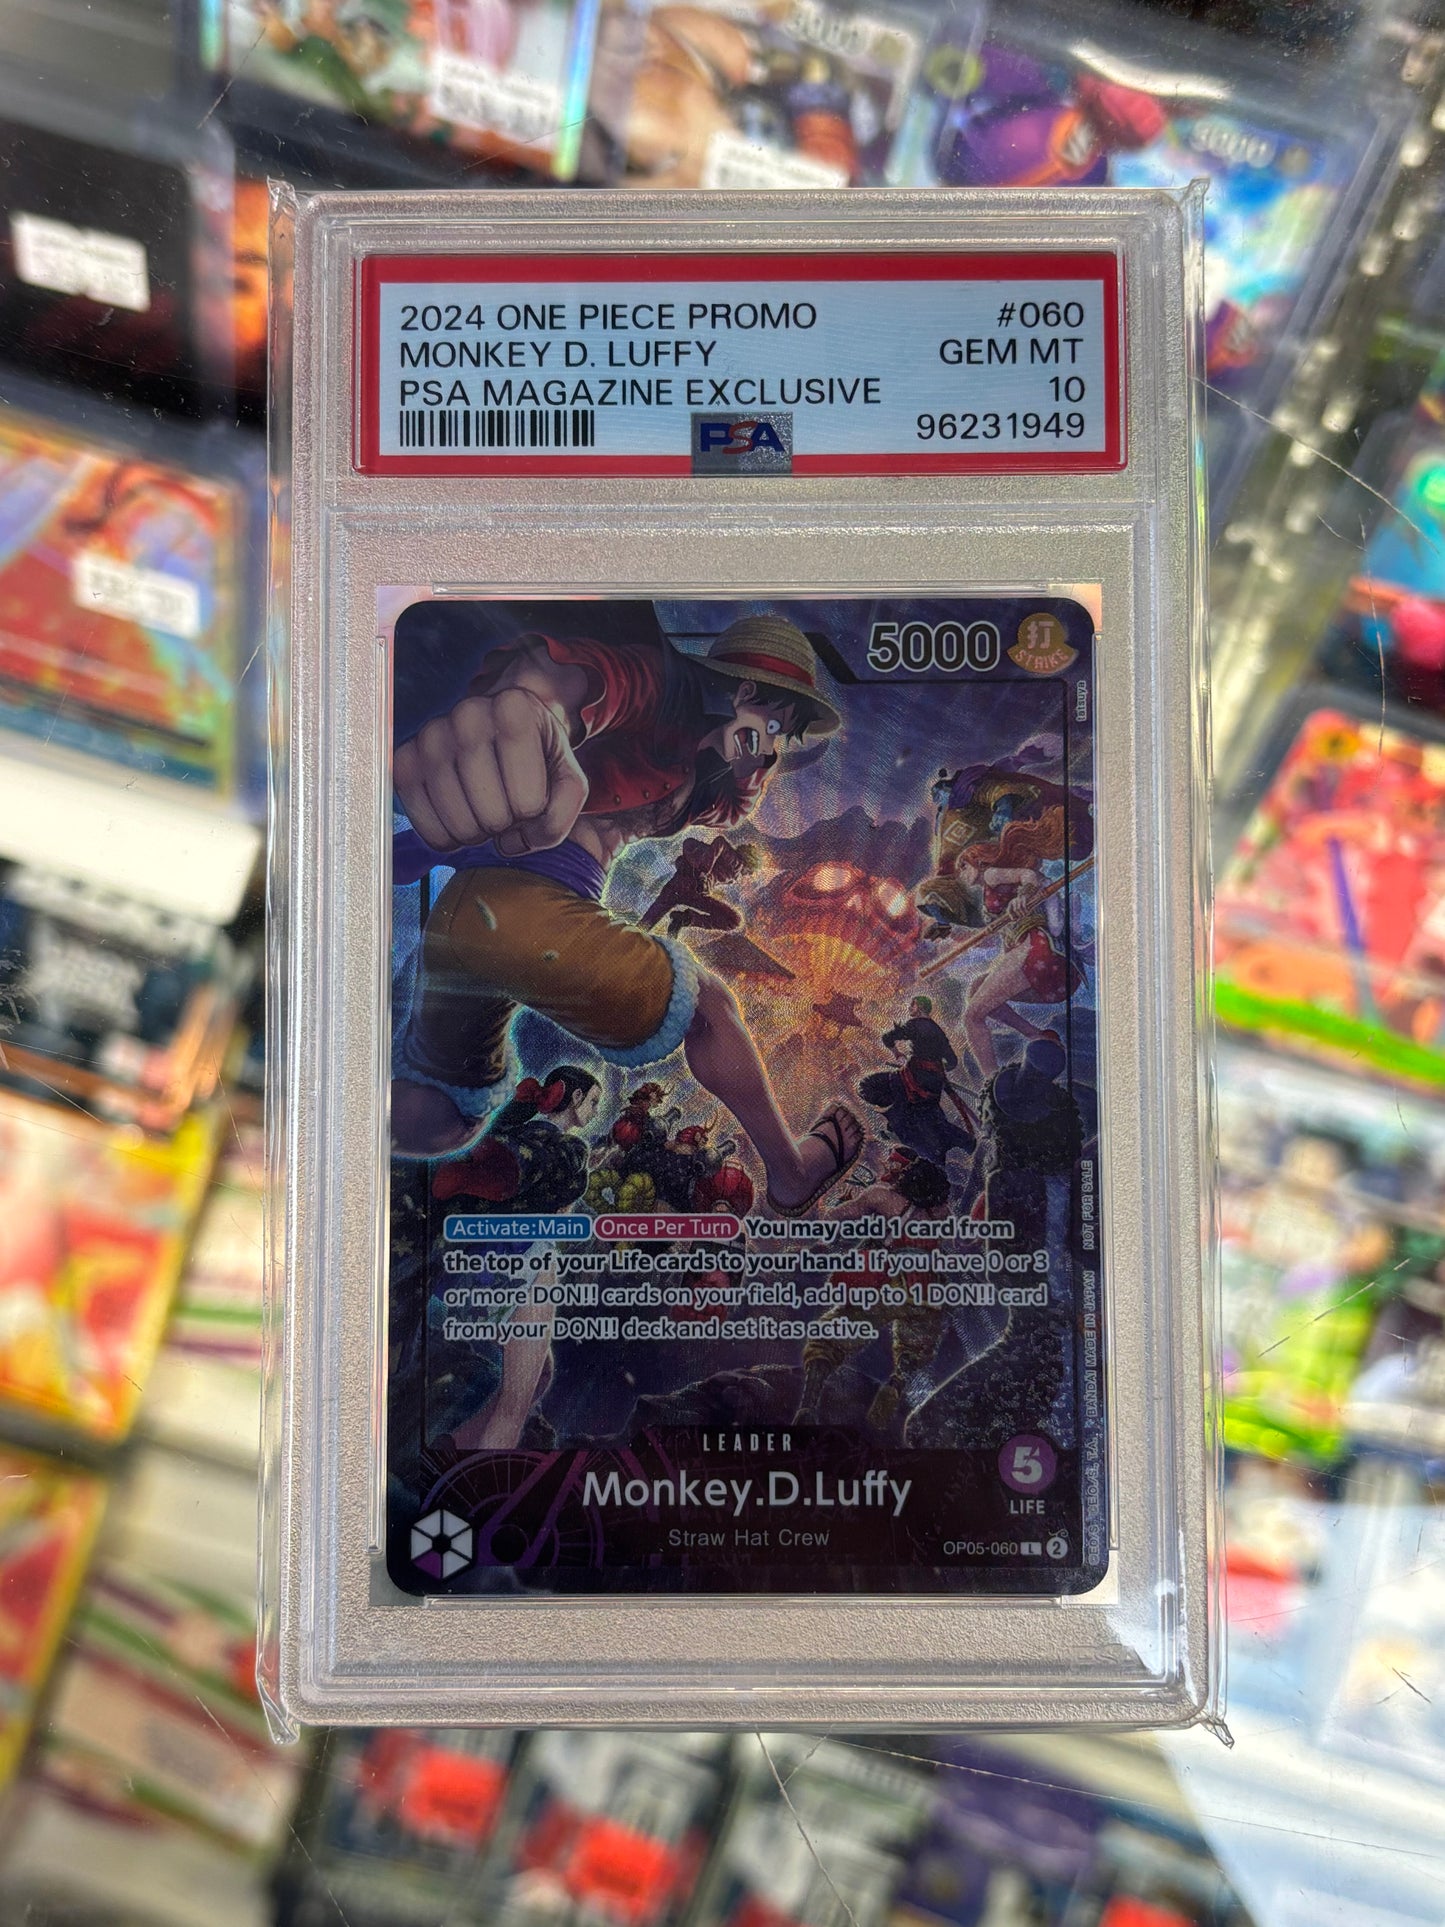 2024 ONE PIECE PROMO #060
MONKEY D. LUFFY GEM MT
PSA MAGAZINE EXCLUSIVE 10
PSA 96231949
5000 打
STRIKE
tatsuya
Activate:Main Once Per Turn You may add 1 card from
the top of your Life cards to your hand: If you have 0 or 3
or more DON!! cards on your field, add up to 1 DON!! card
from your DON!! deck and set it as active.
NOT FOR SALE
BANDAI MADE IN JAPAN
LEADER
Monkey.D.Luffy
Straw Hat Crew
5
LIFE
OP05-060 L 2